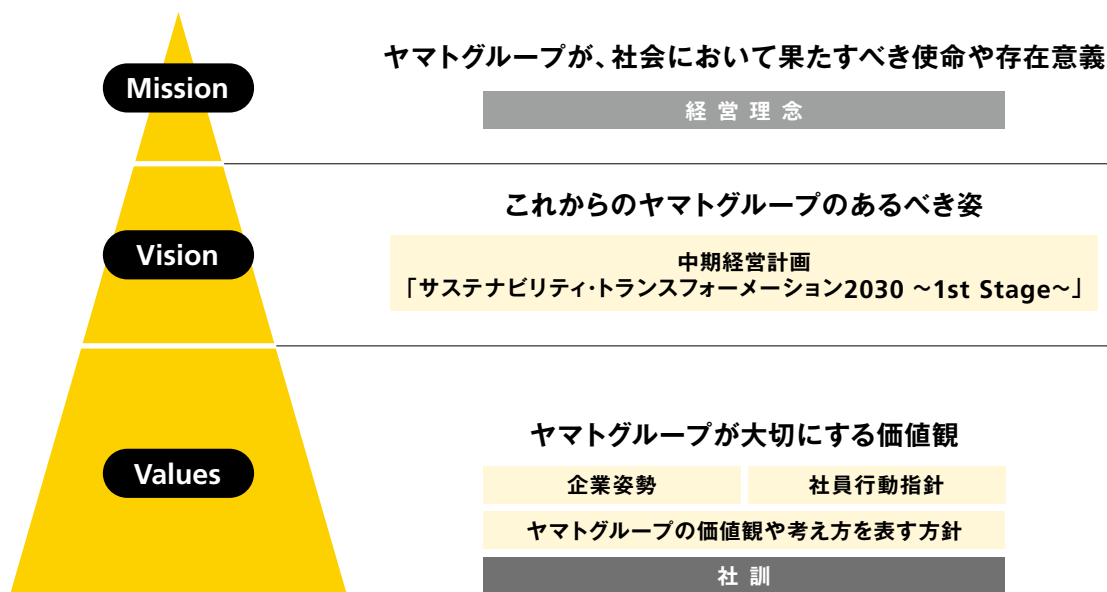 Mission
ヤマトグループが、社会において果たすべき使命や存在意義
経営理念
Vision
これからのヤマトグループのあるべき姿
中期経営計画
「サステナビリティ・トランスフォーメーション2030 ～1st Stage～」
Values
ヤマトグループが大切にする価値観
企業姿勢
社員行動指針
ヤマトグループの価値観や考え方を表す方針
社訓